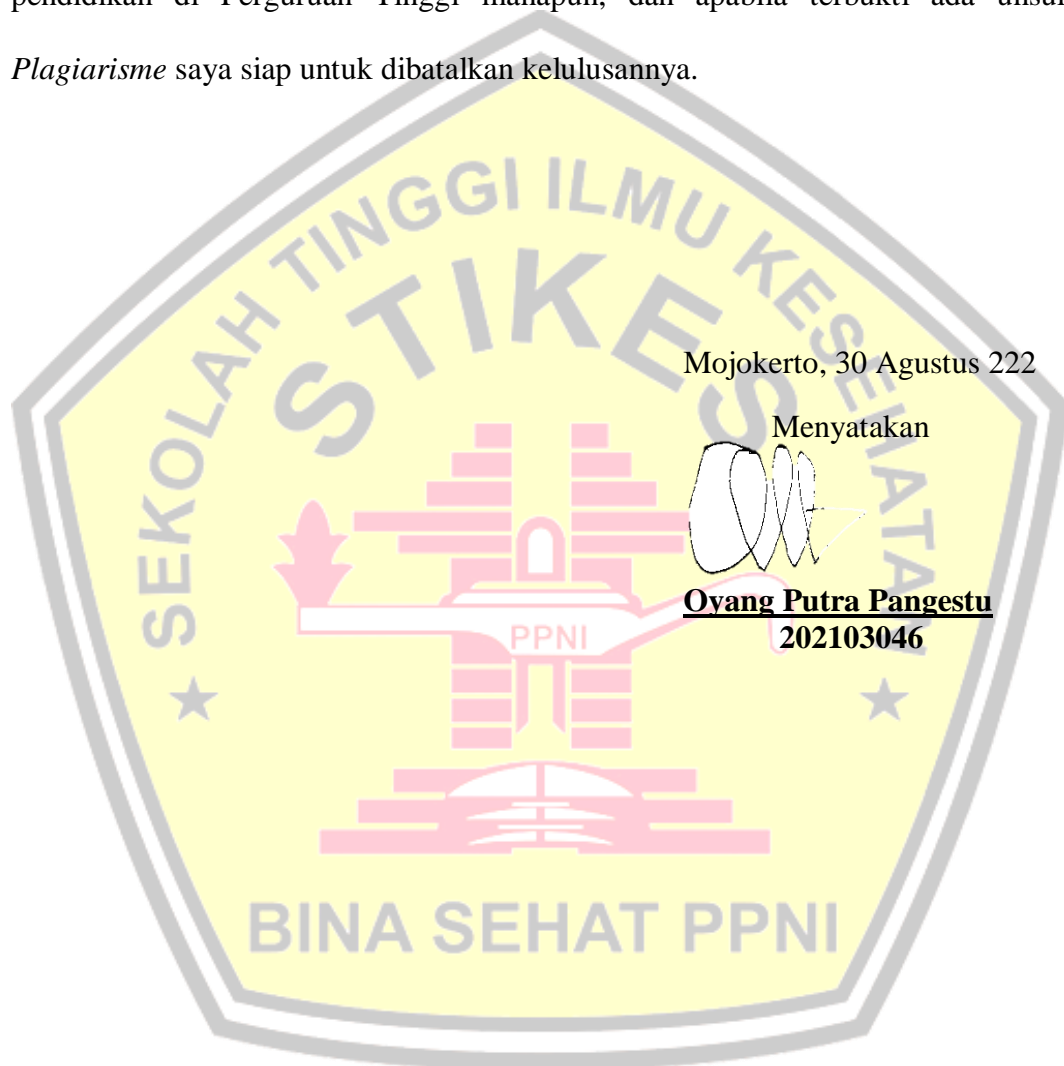 pendidikan di Perguruan Tinggi manapun, dan apabila terbukti ada unsur
Plagiarisme saya siap untuk dibatalkan kelulusannya.
SEKOLAH TINGGI ILMU KESEHATAN
STIKES
Mojokerto, 30 Agustus 222
Menyatakan
Oyang Putra Pangestu
202103046
PPNI
BINA SEHAT PPNI